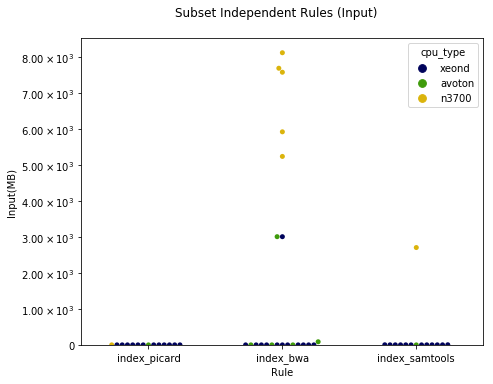 Subset Independent Rules (Input)
cpu_type
xeond
avoton
n3700
8.00 × 10³
7.00 × 10³
6.00 × 10³
5.00 × 10³
4.00 × 10³
3.00 × 10³
2.00 × 10³
1.00 × 10³
0
Input(MB)
index_picard index_bwa index_samtools
Rule